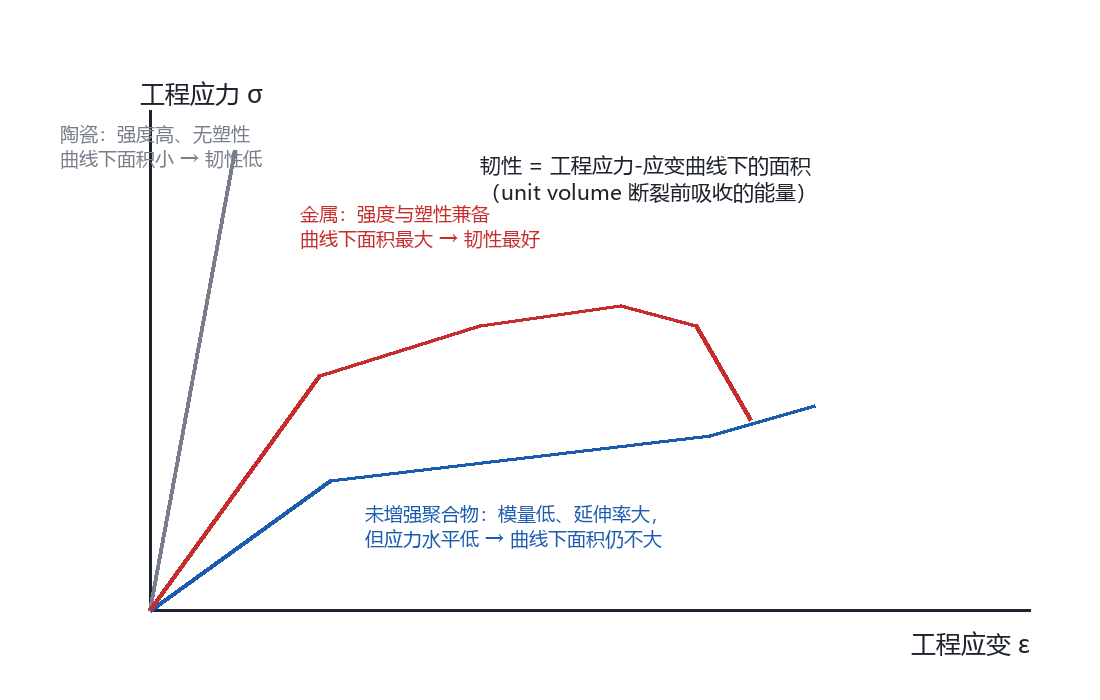 工程应力 σ
陶瓷：强度高、无塑性
曲线下面积小 → 韧性低
韧性 = 工程应力-应变曲线下的面积
（unit volume 断裂前吸收的能量）
金属：强度与塑性兼备
曲线下面积最大 → 韧性最好
未增强聚合物：模量低、延伸率大，
但应力水平低 → 曲线下面积仍不大
工程应变 ε